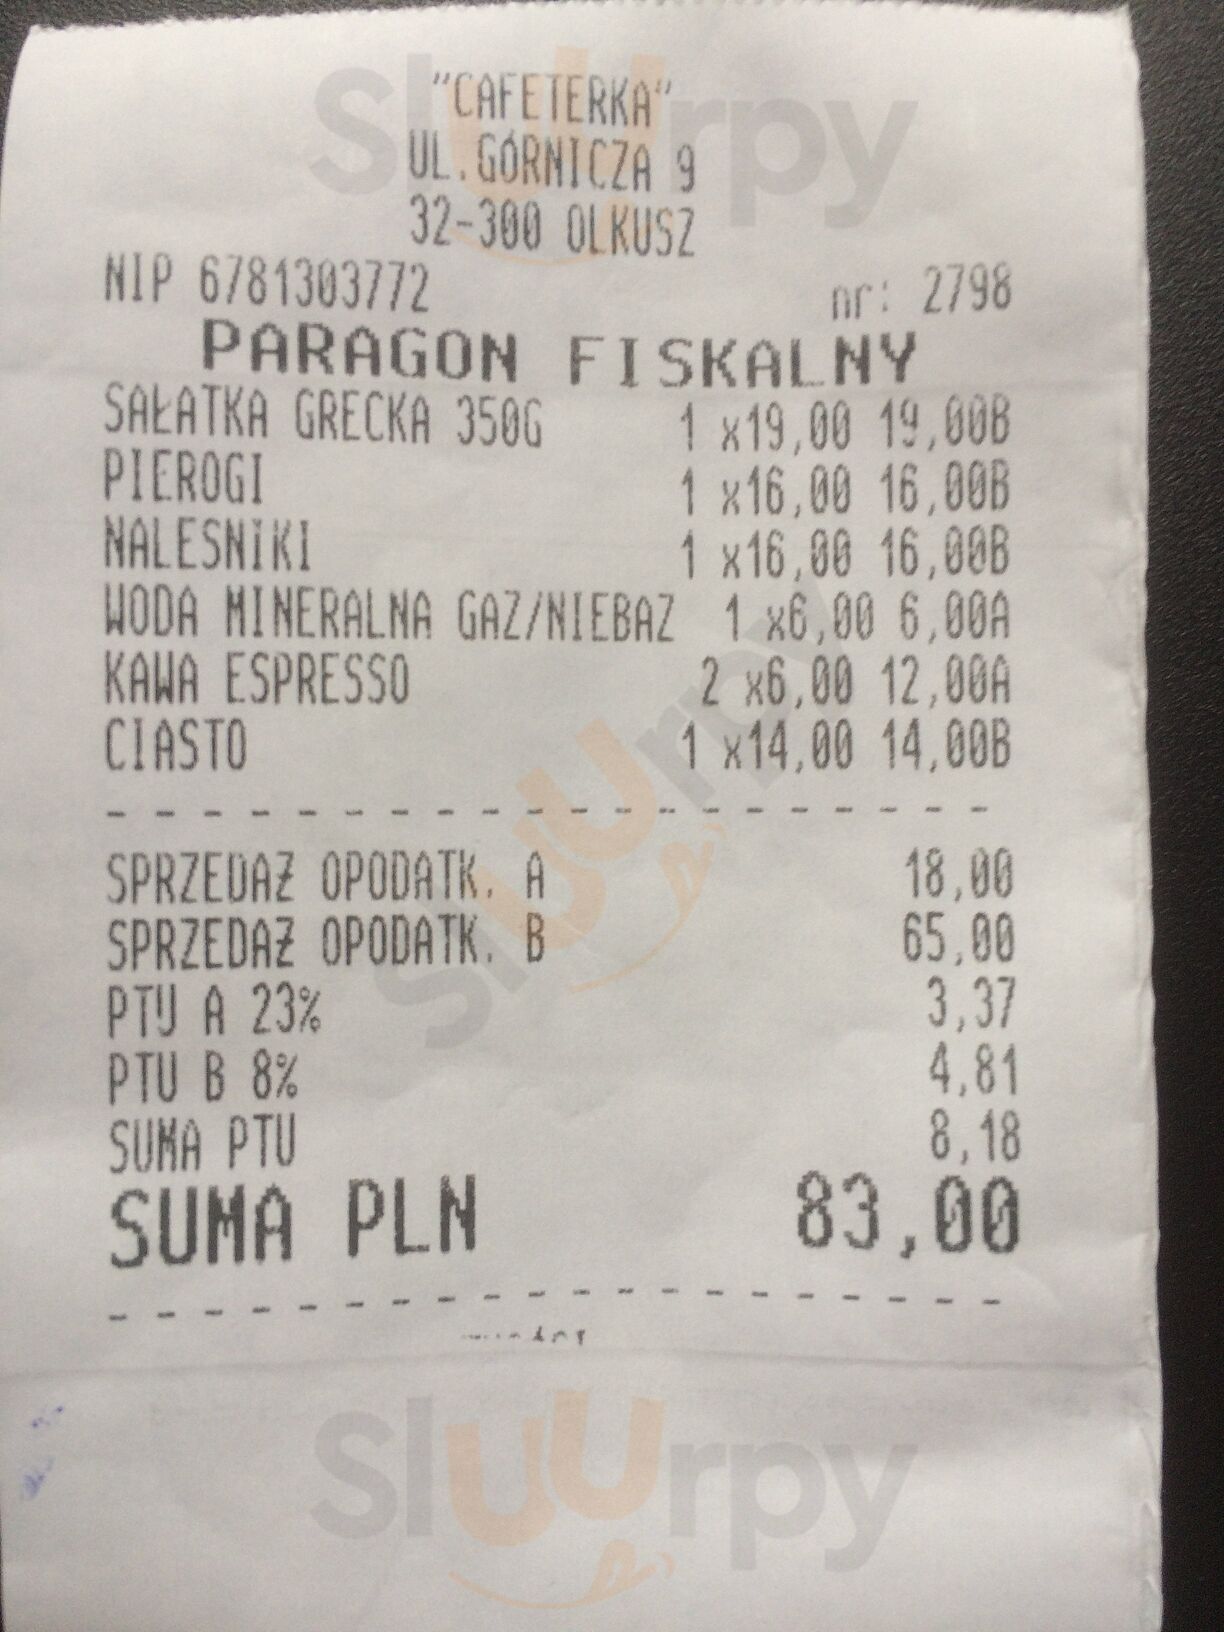 "CAFETERKA"
UL.GÓRNICZA 9
32-300 OLKUSZ
NIP 6781303772 nr: 2798
PARAGON FISKALNY
SAŁATKA GRECKA 350G 1 x19,00 19,00B
PIEROGI 1 x16,00 16,00B
NALESNIKI 1 x16,00 16,00B
WODA MINERALNA GAZ/NIEBAZ 1 x6,00 6,00A
KAWA ESPRESSO 2 x6,00 12,00A
CIASTO 1 x14,00 14,00B
SPRZEDAŻ OPODATK. A 18,00
SPRZEDAŻ OPODATK. B 65,00
PTU A 23% 3,37
PTU B 8% 4,81
SUMA PTU 8,18
SUMA PLN 83,00
Sluurpy
Sluurpy
Sluurpy